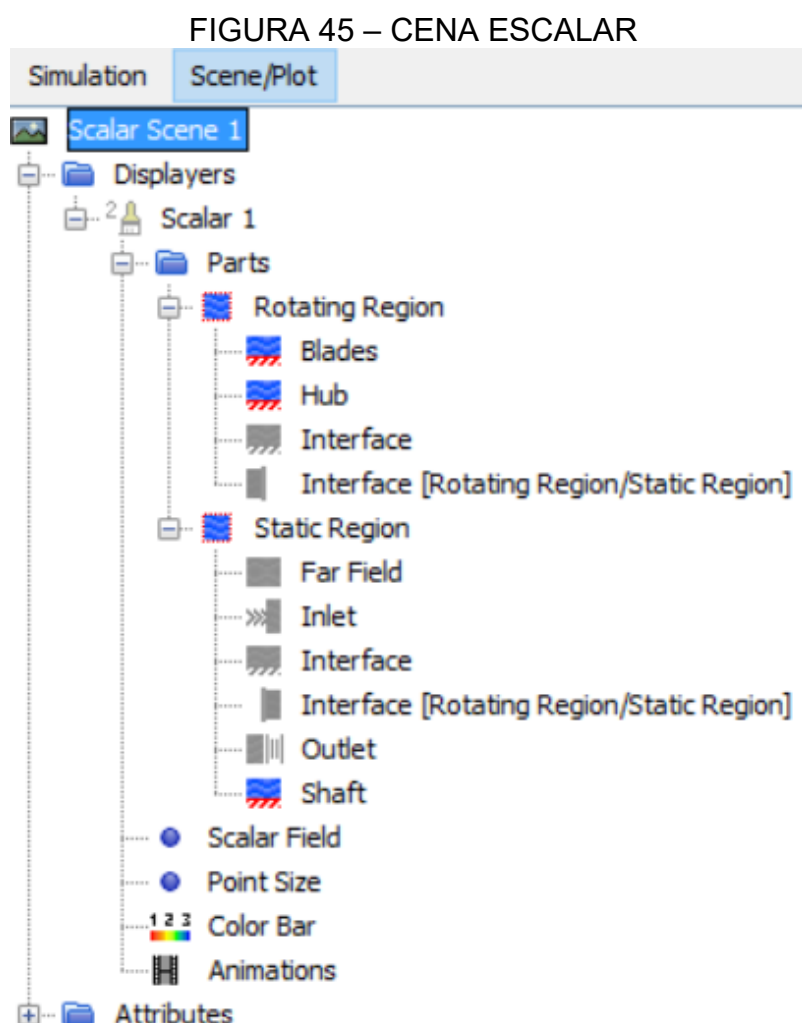 FIGURA 45 – CENA ESCALAR
Simulation Scene/Plot
Scalar Scene 1
Displayers
2 Scalar 1
Parts
Rotating Region
Blades
Hub
Interface
Interface [Rotating Region/Static Region]
Static Region
Far Field
Inlet
Interface
Interface [Rotating Region/Static Region]
Outlet
Shaft
Scalar Field
Point Size
1 2 3 Color Bar
Animations
Attributes